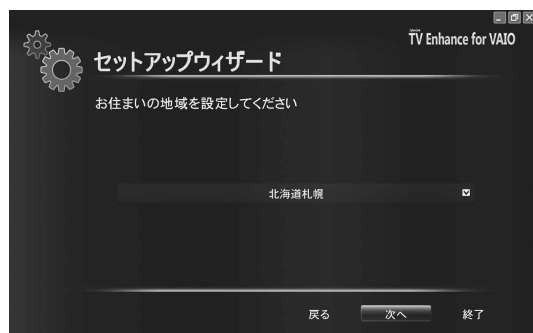 TV Enhance for VAIO
セットアップウィザード
お住まいの地域を設定してください
北海道札幌
戻る 次へ 終了